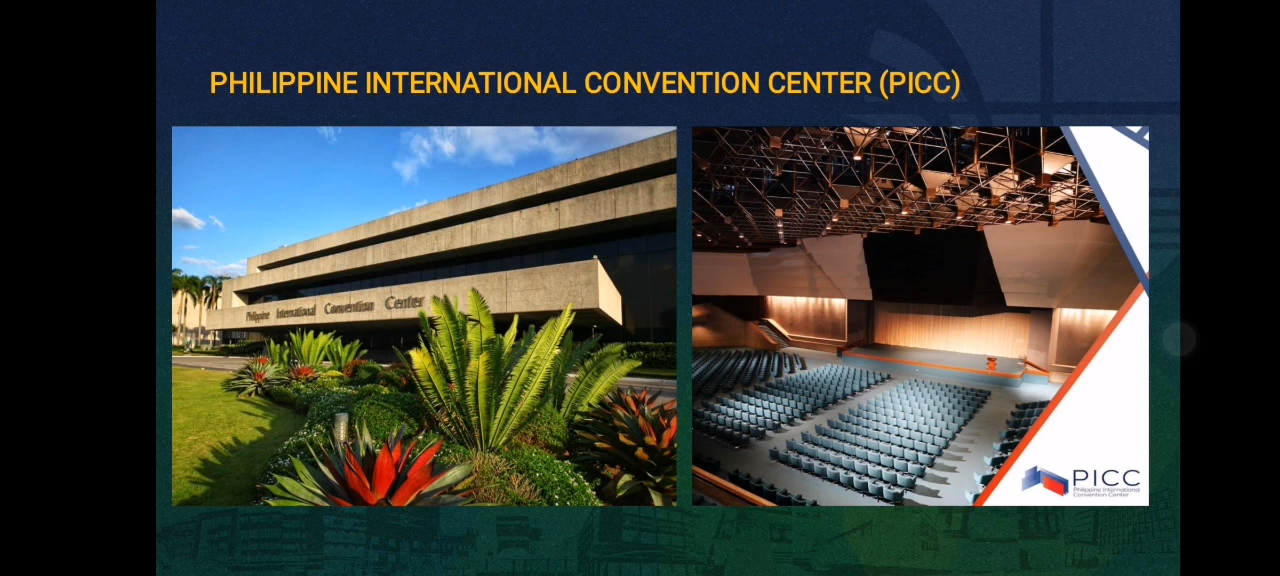 PHILIPPINE INTERNATIONAL CONVENTION CENTER (PICC)
Philippine International Convention Center
PICC
Philippine International
Convention Center